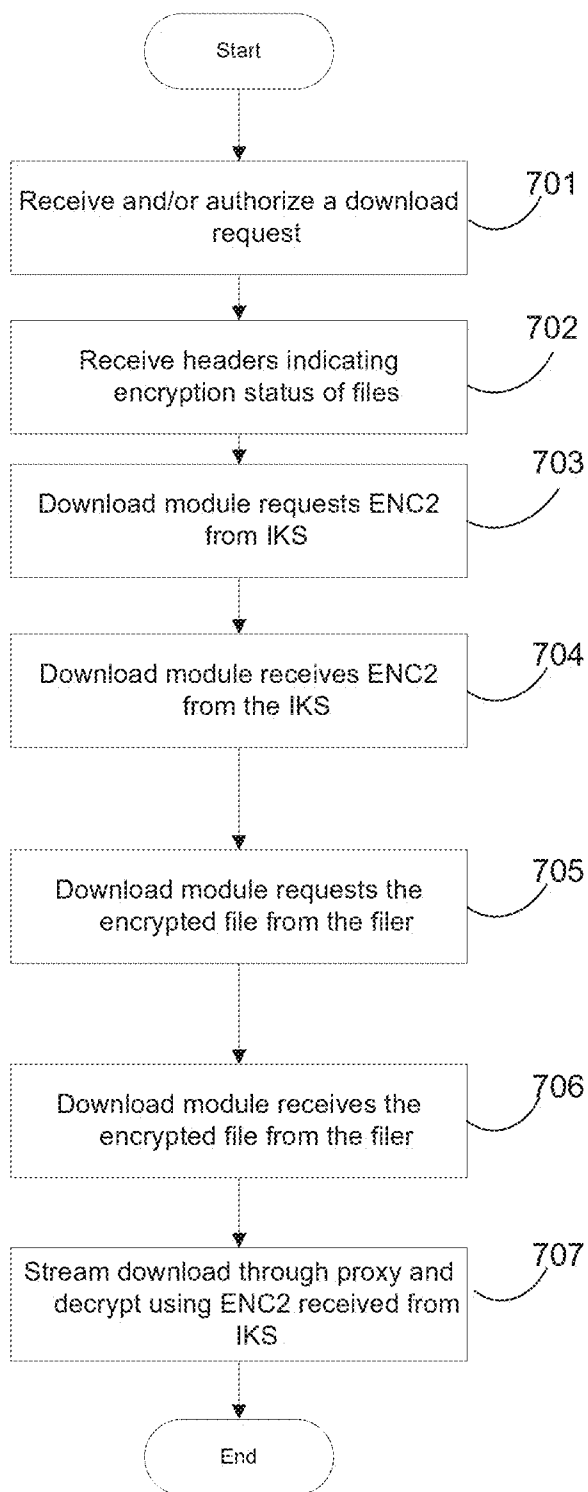 Start
Receive and/or authorize a download
request
701
Receive headers indicating
encryption status of files
702
Download module requests ENC2
from IKS
703
Download module receives ENC2
from the IKS
704
Download module requests the
encrypted file from the filer
705
Download module receives the
encrypted file from the filer
706
Stream download through proxy and
decrypt using ENC2 received from
IKS
707
End